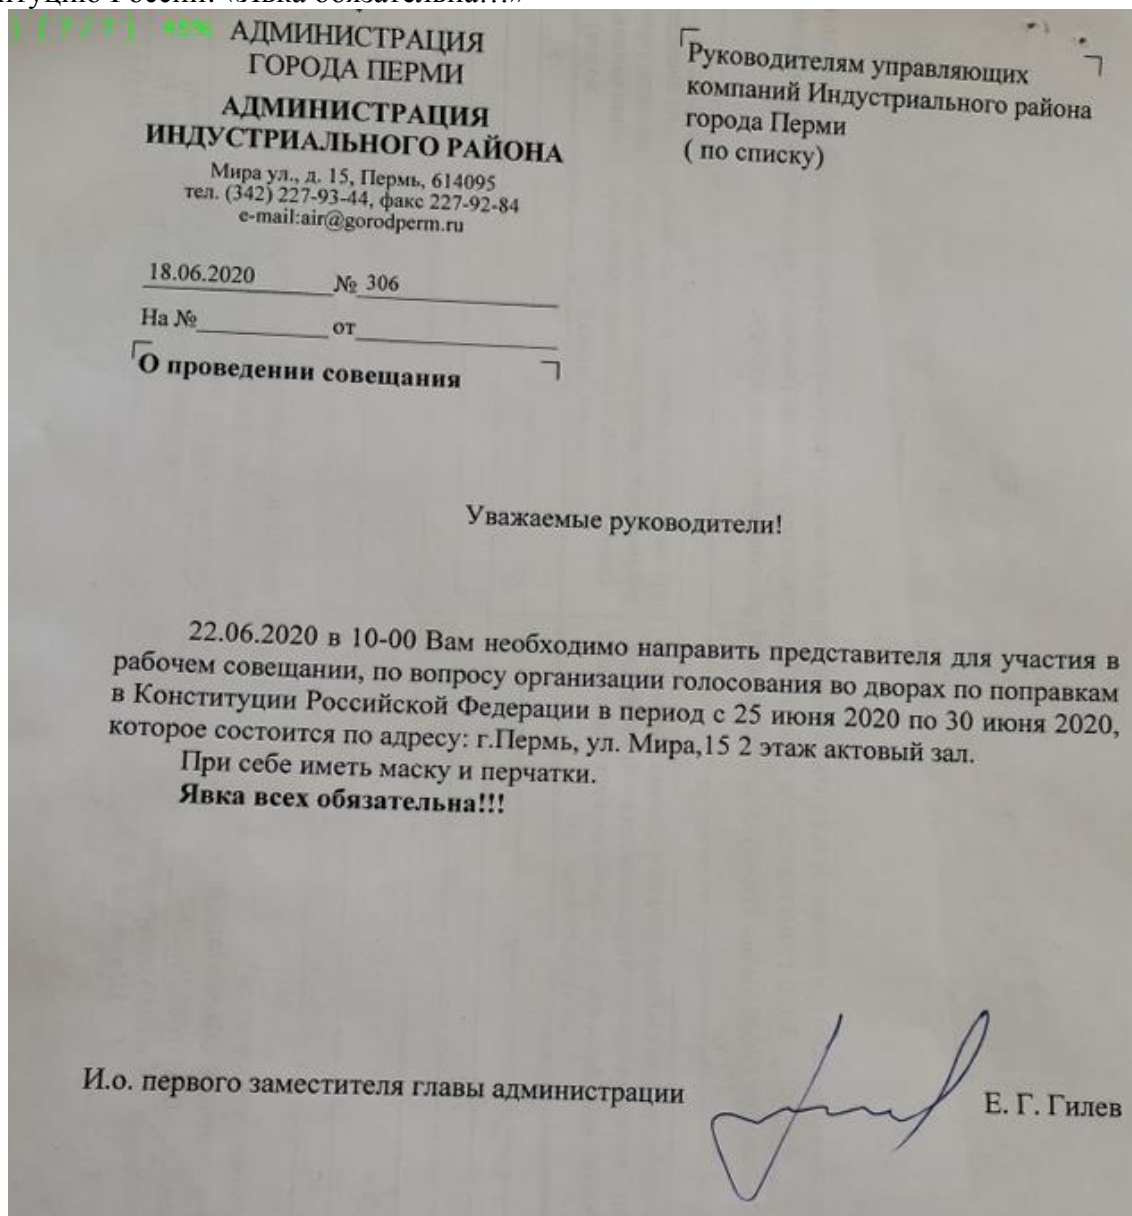 АДМИНИСТРАЦИЯ
ГОРОДА ПЕРМИ
АДМИНИСТРАЦИЯ
ИНДУСТРИАЛЬНОГО РАЙОНА
Мира ул., д. 15, Пермь, 614095
тел. (342) 227-93-44, факс 227-92-84
e-mail:air@gorodperm.ru
18.06.2020 № 306
На № от
О проведении совещания
Руководителям управляющих
компаний Индустриального района
города Перми
( по списку)
Уважаемые руководители!
22.06.2020 в 10-00 Вам необходимо направить представителя для участия в
рабочем совещании, по вопросу организации голосования во дворах по поправкам
в Конституции Российской Федерации в период с 25 июня 2020 по 30 июня 2020,
которое состоится по адресу: г.Пермь, ул. Мира,15 2 этаж актовый зал.
При себе иметь маску и перчатки.
Явка всех обязательна!!!
И.о. первого заместителя главы администрации
Е. Г. Гилев